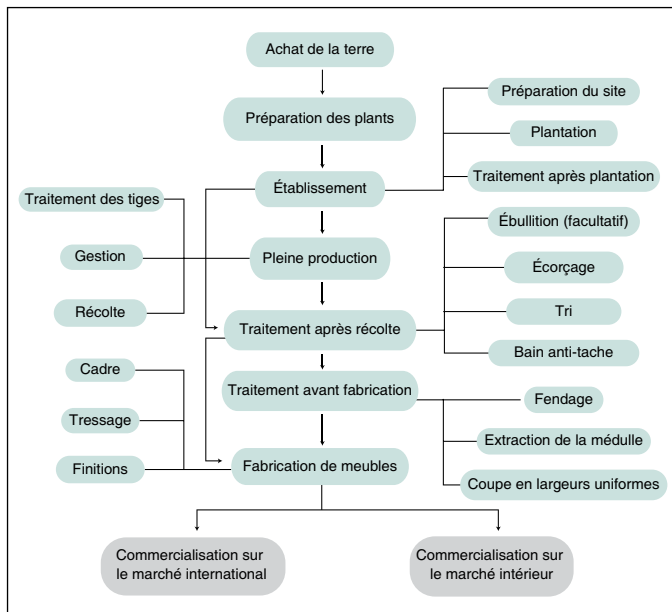 Achat de la terre
Préparation des plants
Établissement
Préparation du site
Plantation
Traitement après plantation
Traitement des tiges
Gestion
Récolte
Pleine production
Ébullition (facultatif)
Écorçage
Tri
Bain anti-tache
Traitement après récolte
Cadre
Tressage
Finitions
Traitement avant fabrication
Fendage
Extraction de la médulle
Coupe en largeurs uniformes
Fabrication de meubles
Commercialisation sur
le marché international
Commercialisation sur
le marché intérieur